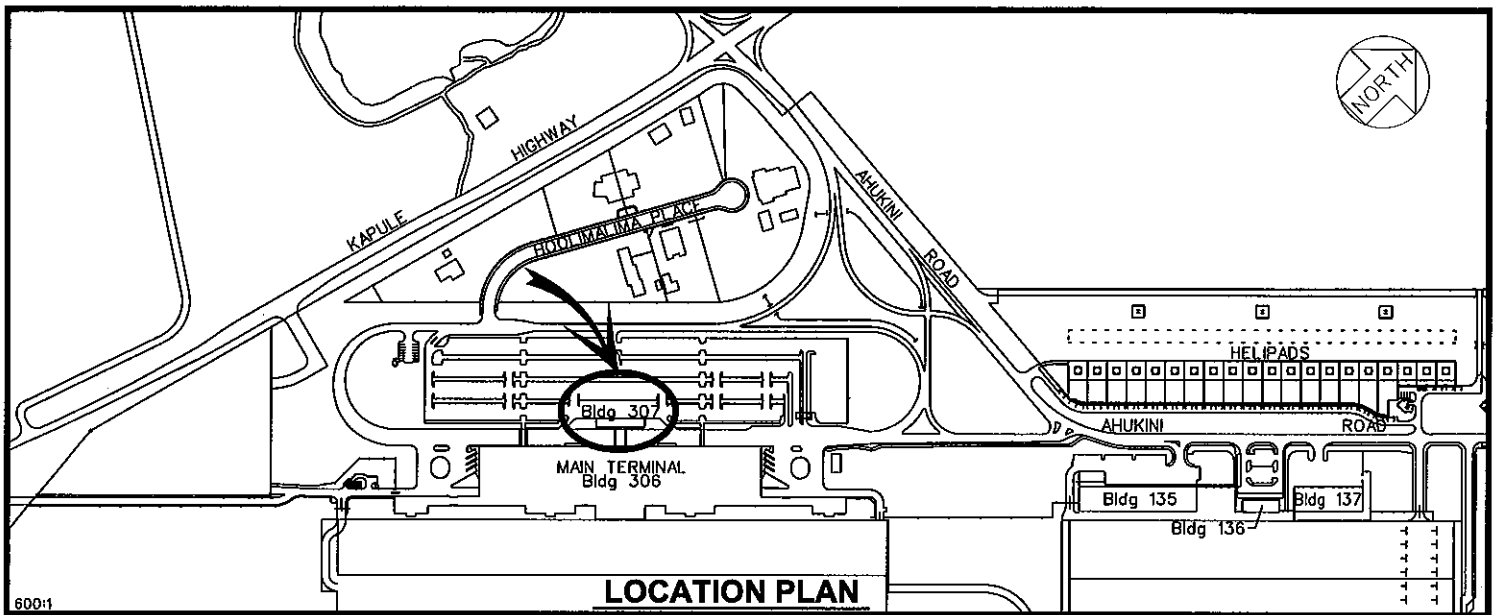 NORTH
KAPULE HIGHWAY
AHUKINI ROAD
HOOLIMALIMA PLACE
HELIPADS
Bldg 307
AHUKINI ROAD
MAIN TERMINAL
Bldg 306
Bldg 135
Bldg 137
Bldg 136
LOCATION PLAN
600:1